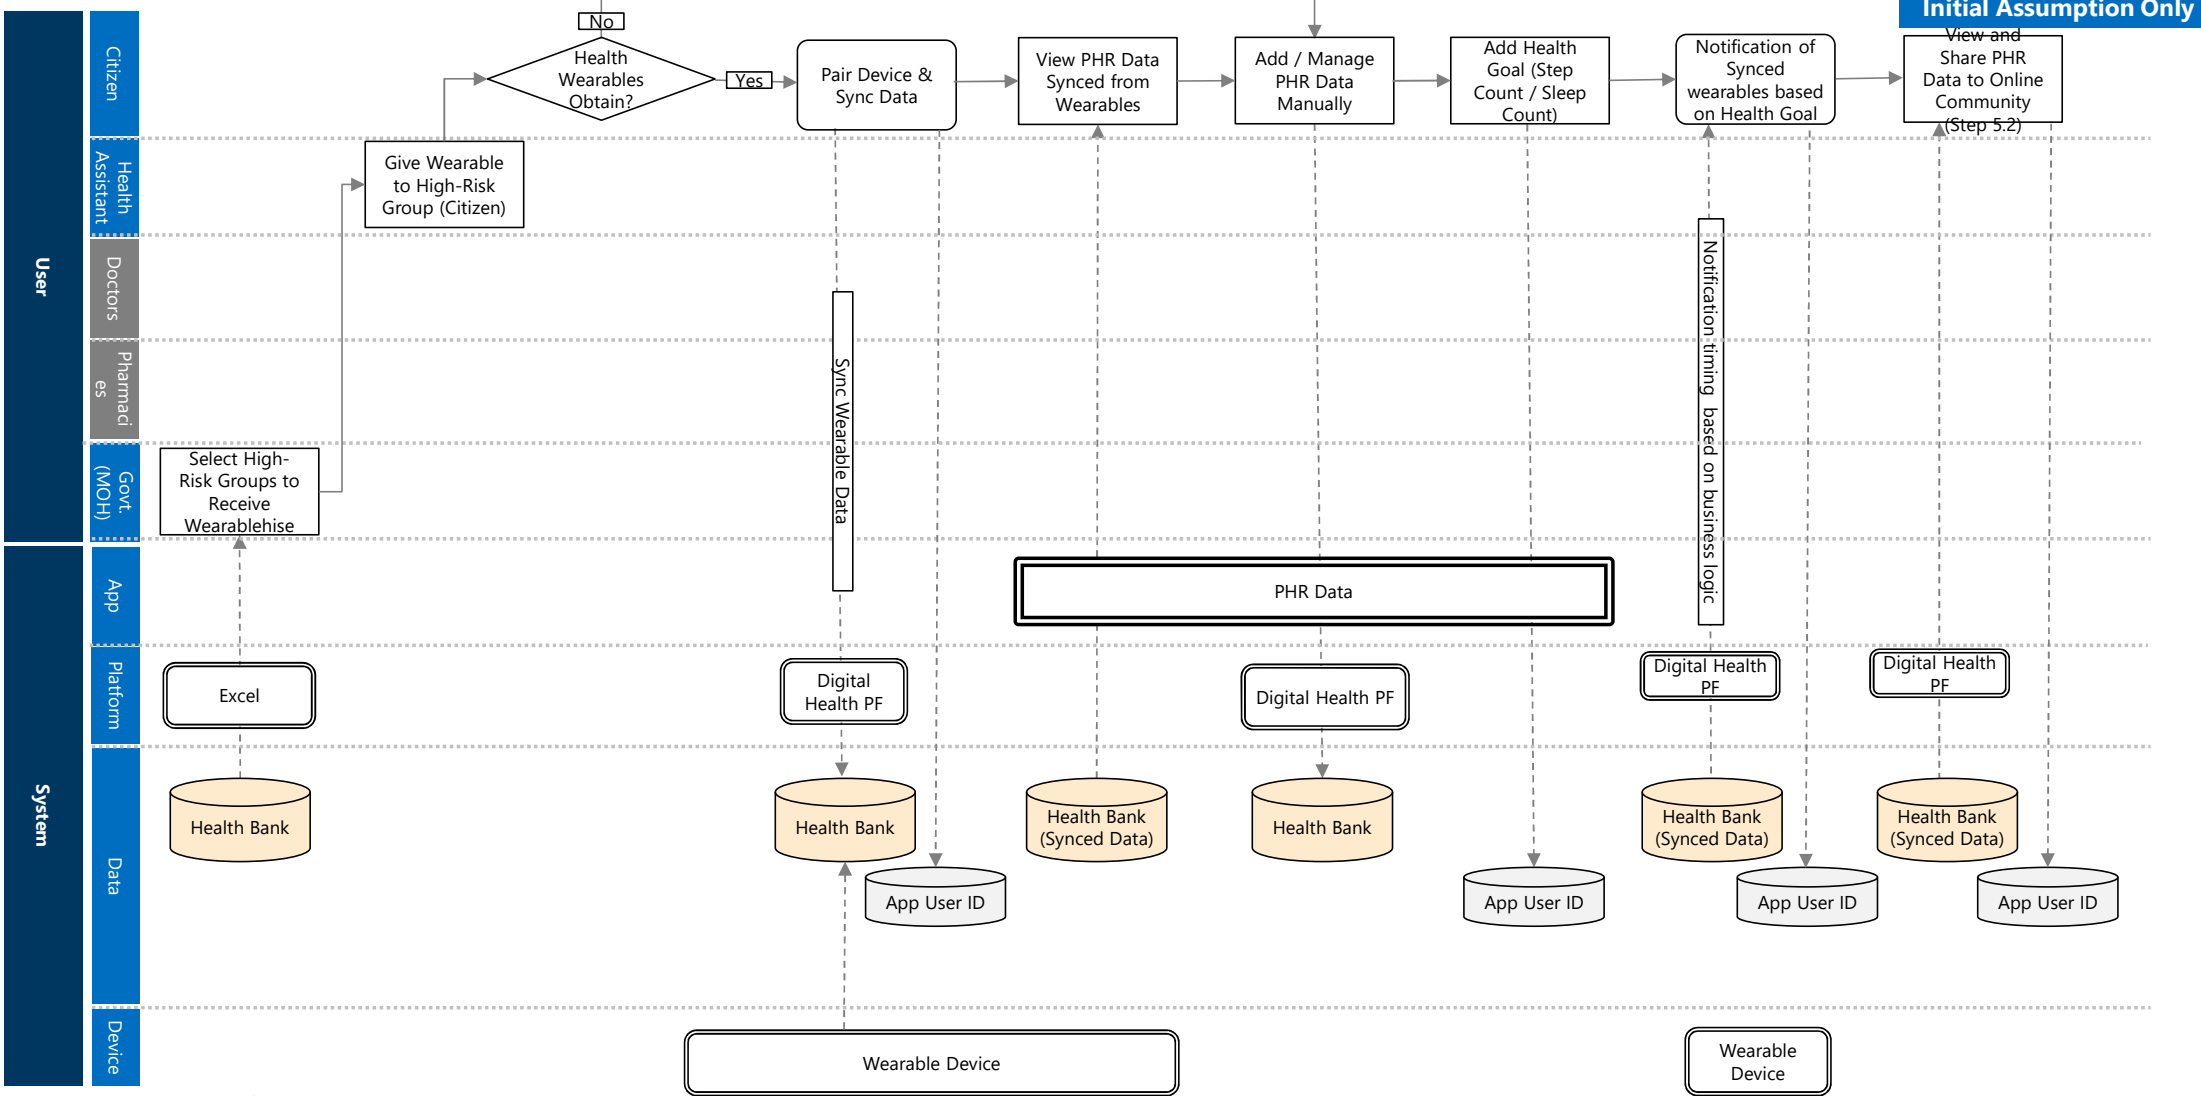 Initial Assumption Only
No
Health
Wearables
Obtain?
Yes
Pair Device &
Sync Data
View PHR Data
Synced from
Wearables
Add / Manage
PHR Data
Manually
Add Health
Goal (Step
Count / Sleep
Count)
Notification of
Synced
wearables based
on Health Goal
View and
Share PHR
Data to Online
Community
(Step 5.2)
User
Citizen
Health
Assistant
Give Wearable
to High-Risk
Group (Citizen)
Doctors
Pharmaci
es
Govt.
(MOH)
Select High-
Risk Groups to
Receive
Wearablehise
Sync Wearable Data
Notification timing  based on business logic
System
App
PHR Data
Platform
Excel
Digital
Health PF
Digital Health PF
Digital Health
PF
Digital Health
PF
Data
Health Bank
Health Bank
Health Bank
(Synced Data)
Health Bank
Health Bank
(Synced Data)
Health Bank
(Synced Data)
App User ID
App User ID
App User ID
App User ID
Device
Wearable Device
Wearable
Device